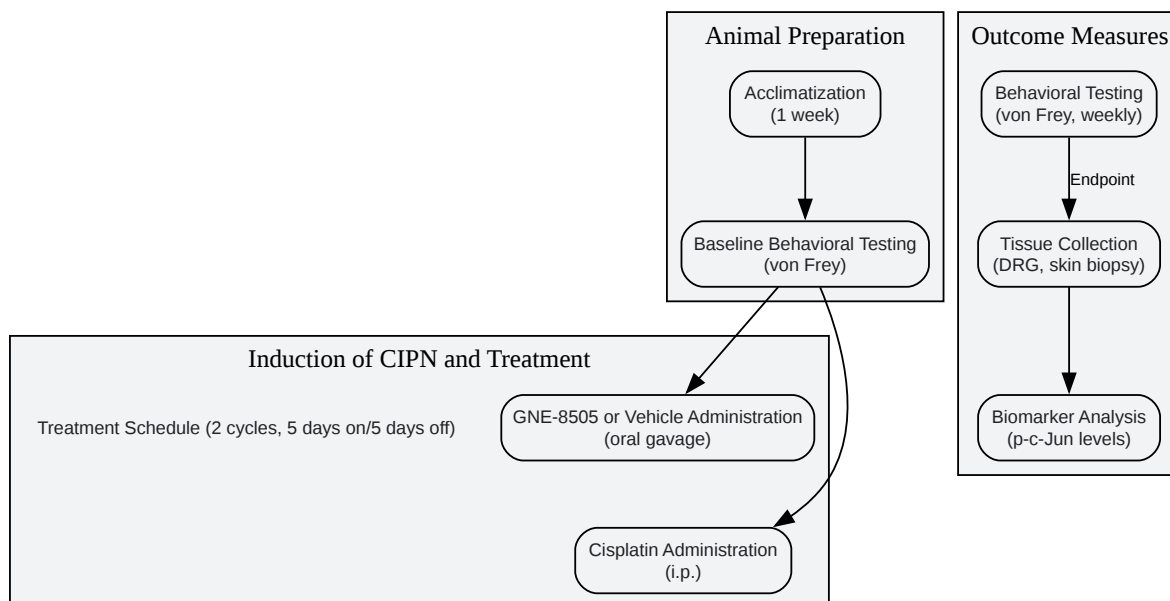 Animal Preparation
Acclimatization
(1 week)
Baseline Behavioral Testing
(von Frey)
Induction of CIPN and Treatment
Treatment Schedule (2 cycles, 5 days on/5 days off)
GNE-8505 or Vehicle Administration
(oral gavage)
Cisplatin Administration
(i.p.)
Outcome Measures
Behavioral Testing
(von Frey, weekly)
Endpoint
Tissue Collection
(DRG, skin biopsy)
Biomarker Analysis
(p-c-Jun levels)